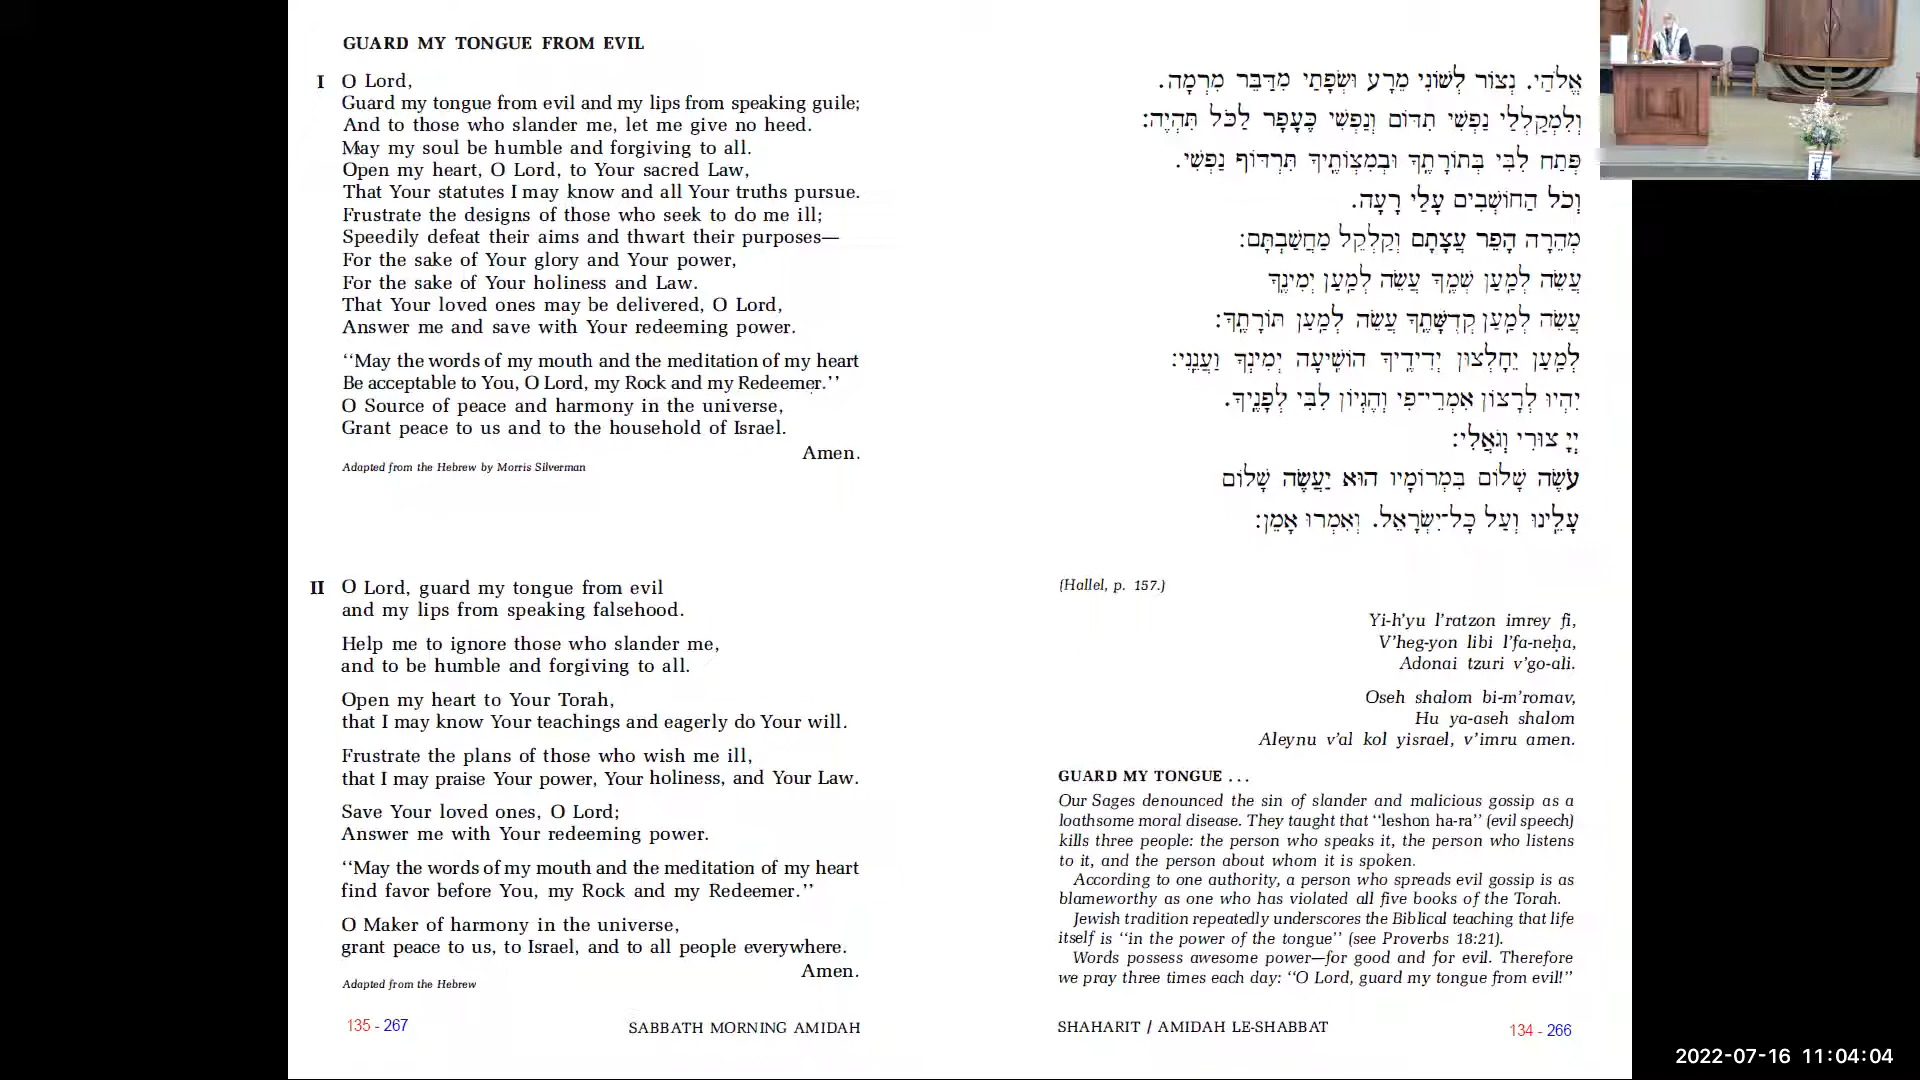 GUARD MY TONGUE FROM EVIL
I O Lord,
Guard my tongue from evil and my lips from speaking guile;
And to those who slander me, let me give no heed.
May my soul be humble and forgiving to all.
Open my heart, O Lord, to Your sacred Law,
That Your statutes I may know and all Your truths pursue.
Frustrate the designs of those who seek to do me ill;
Speedily defeat their aims and thwart their purposes—
For the sake of Your glory and Your power,
For the sake of Your holiness and Law.
That Your loved ones may be delivered, O Lord,
Answer me and save with Your redeeming power.
‘‘May the words of my mouth and the meditation of my heart
Be acceptable to You, O Lord, my Rock and my Redeemer.’’
O Source of peace and harmony in the universe,
Grant peace to us and to the household of Israel.
Amen.
Adapted from the Hebrew by Morris Silverman
II O Lord, guard my tongue from evil
and my lips from speaking falsehood.
Help me to ignore those who slander me,
and to be humble and forgiving to all.
Open my heart to Your Torah,
that I may know Your teachings and eagerly do Your will.
Frustrate the plans of those who wish me ill,
that I may praise Your power, Your holiness, and Your Law.
Save Your loved ones, O Lord;
Answer me with Your redeeming power.
‘‘May the words of my mouth and the meditation of my heart
find favor before You, my Rock and my Redeemer.’’
O Maker of harmony in the universe,
grant peace to us, to Israel, and to all people everywhere.
Amen.
Adapted from the Hebrew
135 - 267
SABBATH MORNING AMIDAH
אֱלֹהַי. נְצוֹר לְשׁוֹנִי מֵרָע וּשְׂפָתַי מִדַּבֵּר מִרְמָה.
וְלִמְקַלְלַי נַפְשִׁי תִדּוֹם וְנַפְשִׁי כֶּעָפָר לַכֹּל תִּהְיֶה:
פְּתַח לִבִּי בְּתוֹרָתֶֽךָ וּבְמִצְוֹתֶֽיךָ תִּרְדּוֹף נַפְשִׁי.
וְכֹל הַחוֹשְׁבִים עָלַי רָעָה.
מְהֵרָה הָפֵר עֲצָתָם וְקַלְקֵל מַחֲשַׁבְתָּם:
עֲשֵׂה לְמַֽעַן שְׁמֶֽךָ עֲשֵׂה לְמַֽעַן יְמִינֶֽךָ
עֲשֵׂה לְמַֽעַן קְדֻשָּׁתֶֽךָ עֲשֵׂה לְמַֽעַן תּוֹרָתֶֽךָ:
לְמַֽעַן יֵחָלְצוּן יְדִידֶֽיךָ הוֹשִֽׁיעָה יְמִינְךָ וַעֲנֵֽנִי:
יִהְיוּ לְרָצוֹן אִמְרֵי־פִי וְהֶגְיוֹן לִבִּי לְפָנֶֽיךָ.
יְיָ צוּרִי וְגֹאֲלִי:
עֹשֶׂה שָׁלוֹם בִּמְרוֹמָיו הוּא יַעֲשֶׂה שָׁלוֹם
עָלֵֽינוּ וְעַל כָּל־יִשְׂרָאֵל. וְאִמְרוּ אָמֵן:
(Hallel, p. 157.)
Yi-h’yu l’ratzon imrey fi,
V’heg-yon libi l’fa-neḥa,
Adonai tzuri v’go-ali.
Oseh shalom bi-m’romav,
Hu ya-aseh shalom
Aleynu v’al kol yisrael, v’imru amen.
GUARD MY TONGUE . . .
Our Sages denounced the sin of slander and malicious gossip as a
loathsome moral disease. They taught that ‘‘leshon ha-ra’’ (evil speech)
kills three people: the person who speaks it, the person who listens
to it, and the person about whom it is spoken.
According to one authority, a person who spreads evil gossip is as
blameworthy as one who has violated all five books of the Torah.
Jewish tradition repeatedly underscores the Biblical teaching that life
itself is ‘‘in the power of the tongue’’ (see Proverbs 18:21).
Words possess awesome power—for good and for evil. Therefore
we pray three times each day: ‘‘O Lord, guard my tongue from evil!’’
SHAHARIT / AMIDAH LE-SHABBAT
134 - 266
2022-07-16 11:04:04